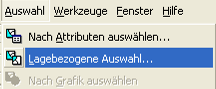 Auswahl Werkzeuge Fenster Hilfe
Nach Attributen auswählen...
Lagebezogene Auswahl...
Nach Grafik auswählen